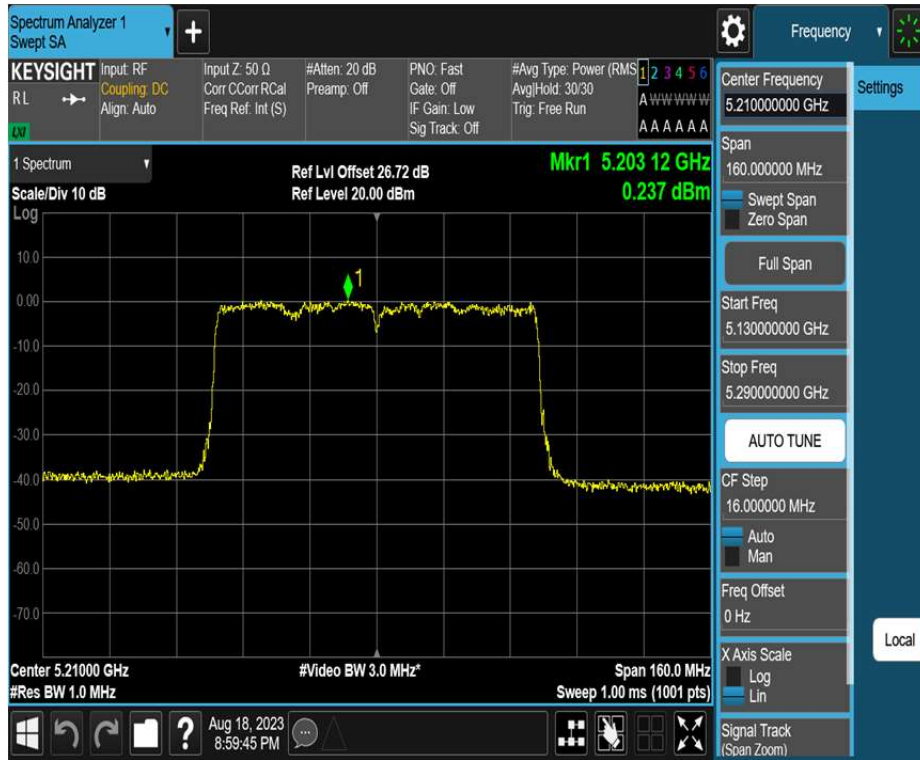 Spectrum Analyzer 1
Swept SA
Frequency
KEYSIGHT
RL
LXI
Input: RF
Coupling: DC
Align: Auto
Input Z: 50 Ω
Corr CCorr RCal
Freq Ref: Int (S)
#Atten: 20 dB
Preamp: Off
PNO: Fast
Gate: Off
IF Gain: Low
Sig Track: Off
#Avg Type: Power (RMS
Avg|Hold: 30/30
Trig: Free Run
1 2 3 4 5 6
A W W W W W
A A A A A A
Center Frequency
5.210000000 GHz
Settings
Span
160.000000 MHz
Swept Span
Zero Span
Full Span
Start Freq
5.130000000 GHz
Stop Freq
5.290000000 GHz
AUTO TUNE
CF Step
16.000000 MHz
Auto
Man
Freq Offset
0 Hz
X Axis Scale
Log
Lin
Signal Track
(Span Zoom)
Local
1 Spectrum
Scale/Div 10 dB
Log
Ref Lvl Offset 26.72 dB
Ref Level 20.00 dBm
Mkr1 5.203 12 GHz
0.237 dBm
1
10.0
0.00
-10.0
-20.0
-30.0
-40.0
-50.0
-60.0
-70.0
Center 5.21000 GHz
#Res BW 1.0 MHz
#Video BW 3.0 MHz*
Span 160.0 MHz
Sweep 1.00 ms (1001 pts)
?
Aug 18, 2023
8:59:45 PM